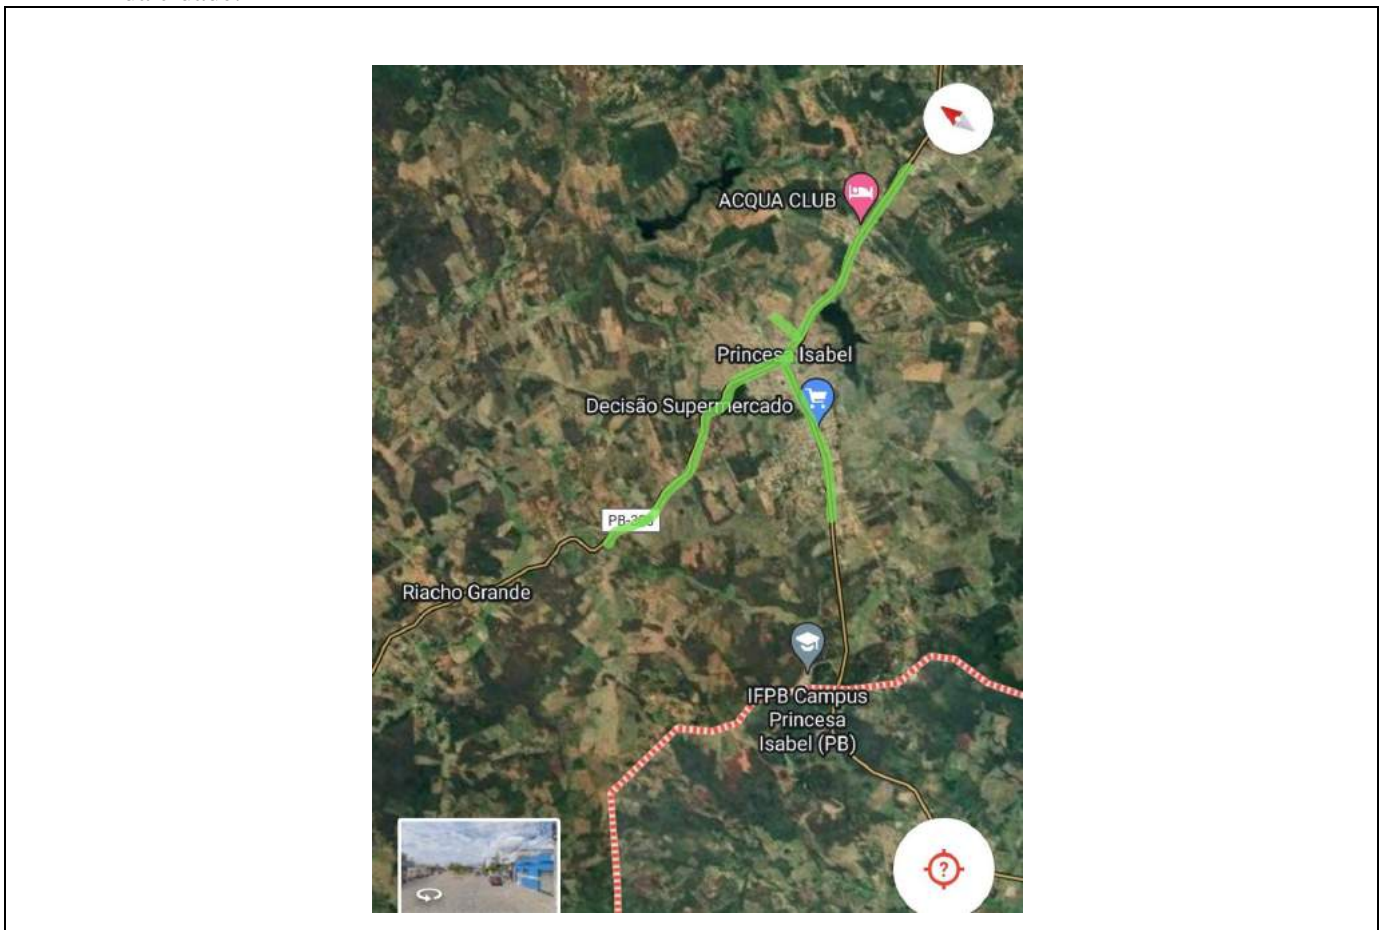 ACQUA CLUB
Princesa Isabel
Decisão Supermercado
Riacho Grande
IFPB Campus
Princesa
Isabel (PB)
?